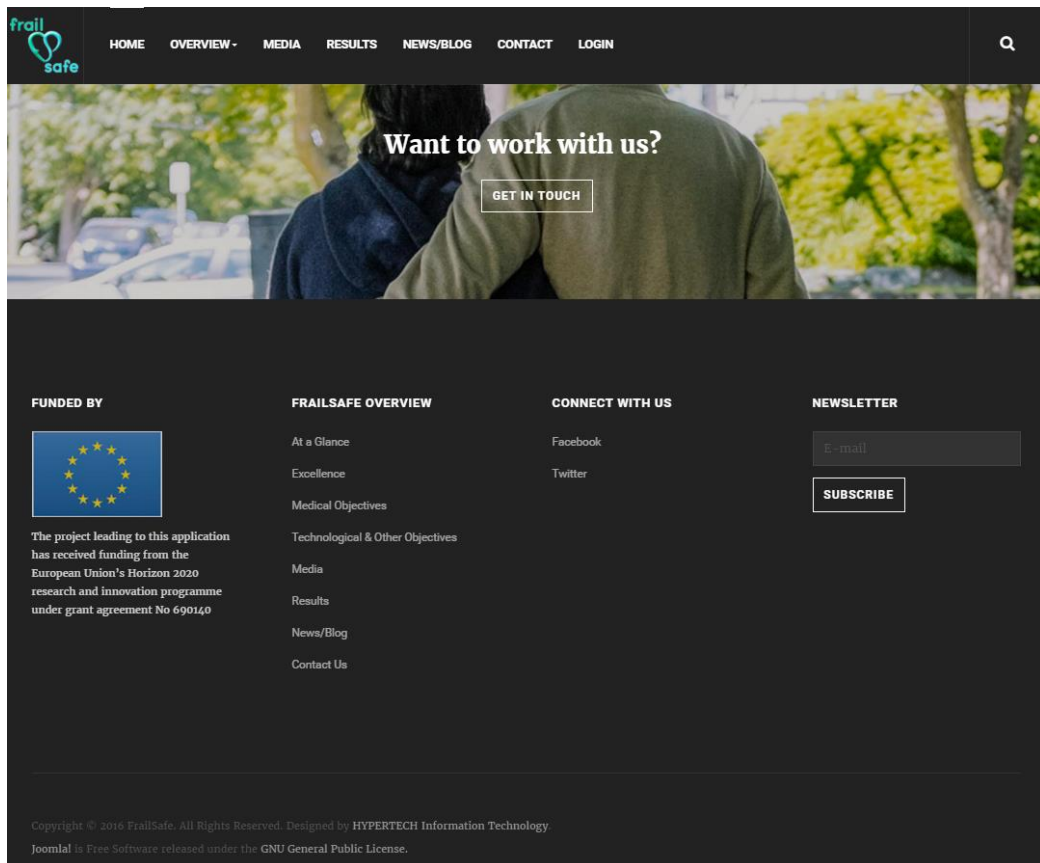 frail
safe
HOME OVERVIEW MEDIA RESULTS NEWS/BLOG CONTACT LOGIN
Want to work with us?
GET IN TOUCH
FUNDED BY
The project leading to this application
has received funding from the
European Union's Horizon 2020
research and innovation programme
under grant agreement No 690140
FRAILSAFE OVERVIEW
At a Glance
Excellence
Medical Objectives
Technological & Other Objectives
Media
Results
News/Blog
Contact Us
CONNECT WITH US
Facebook
Twitter
NEWSLETTER
E-mail
SUBSCRIBE
Copyright © 2016 FrailSafe. All Rights Reserved. Designed by HYPERTECH Information Technology.
Joomla! is Free Software released under the GNU General Public License.